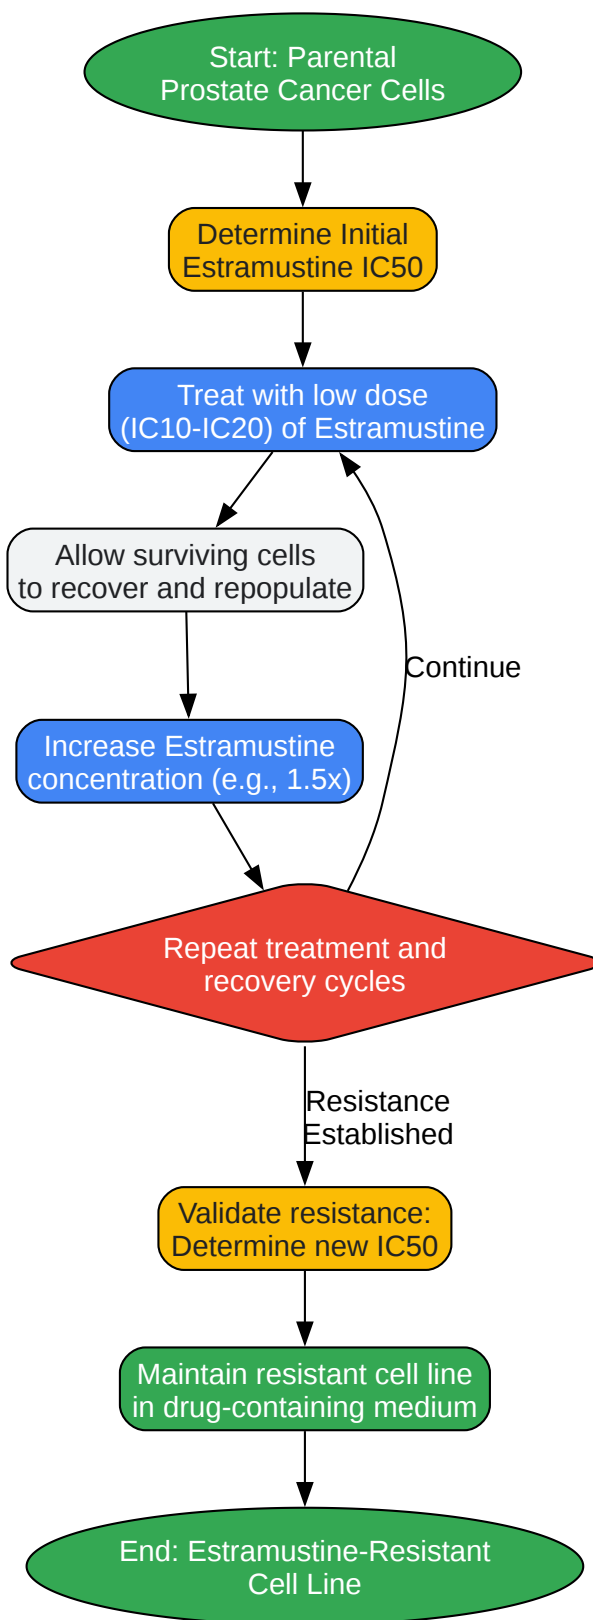 Start: Parental
Prostate Cancer Cells
Determine Initial
Estramustine IC50
Treat with low dose
(IC10-IC20) of Estramustine
Allow surviving cells
to recover and repopulate
Continue
Increase Estramustine
concentration (e.g., 1.5x)
Repeat treatment and
recovery cycles
Resistance
Established
Validate resistance:
Determine new IC50
Maintain resistant cell line
in drug-containing medium
End: Estramustine-Resistant
Cell Line